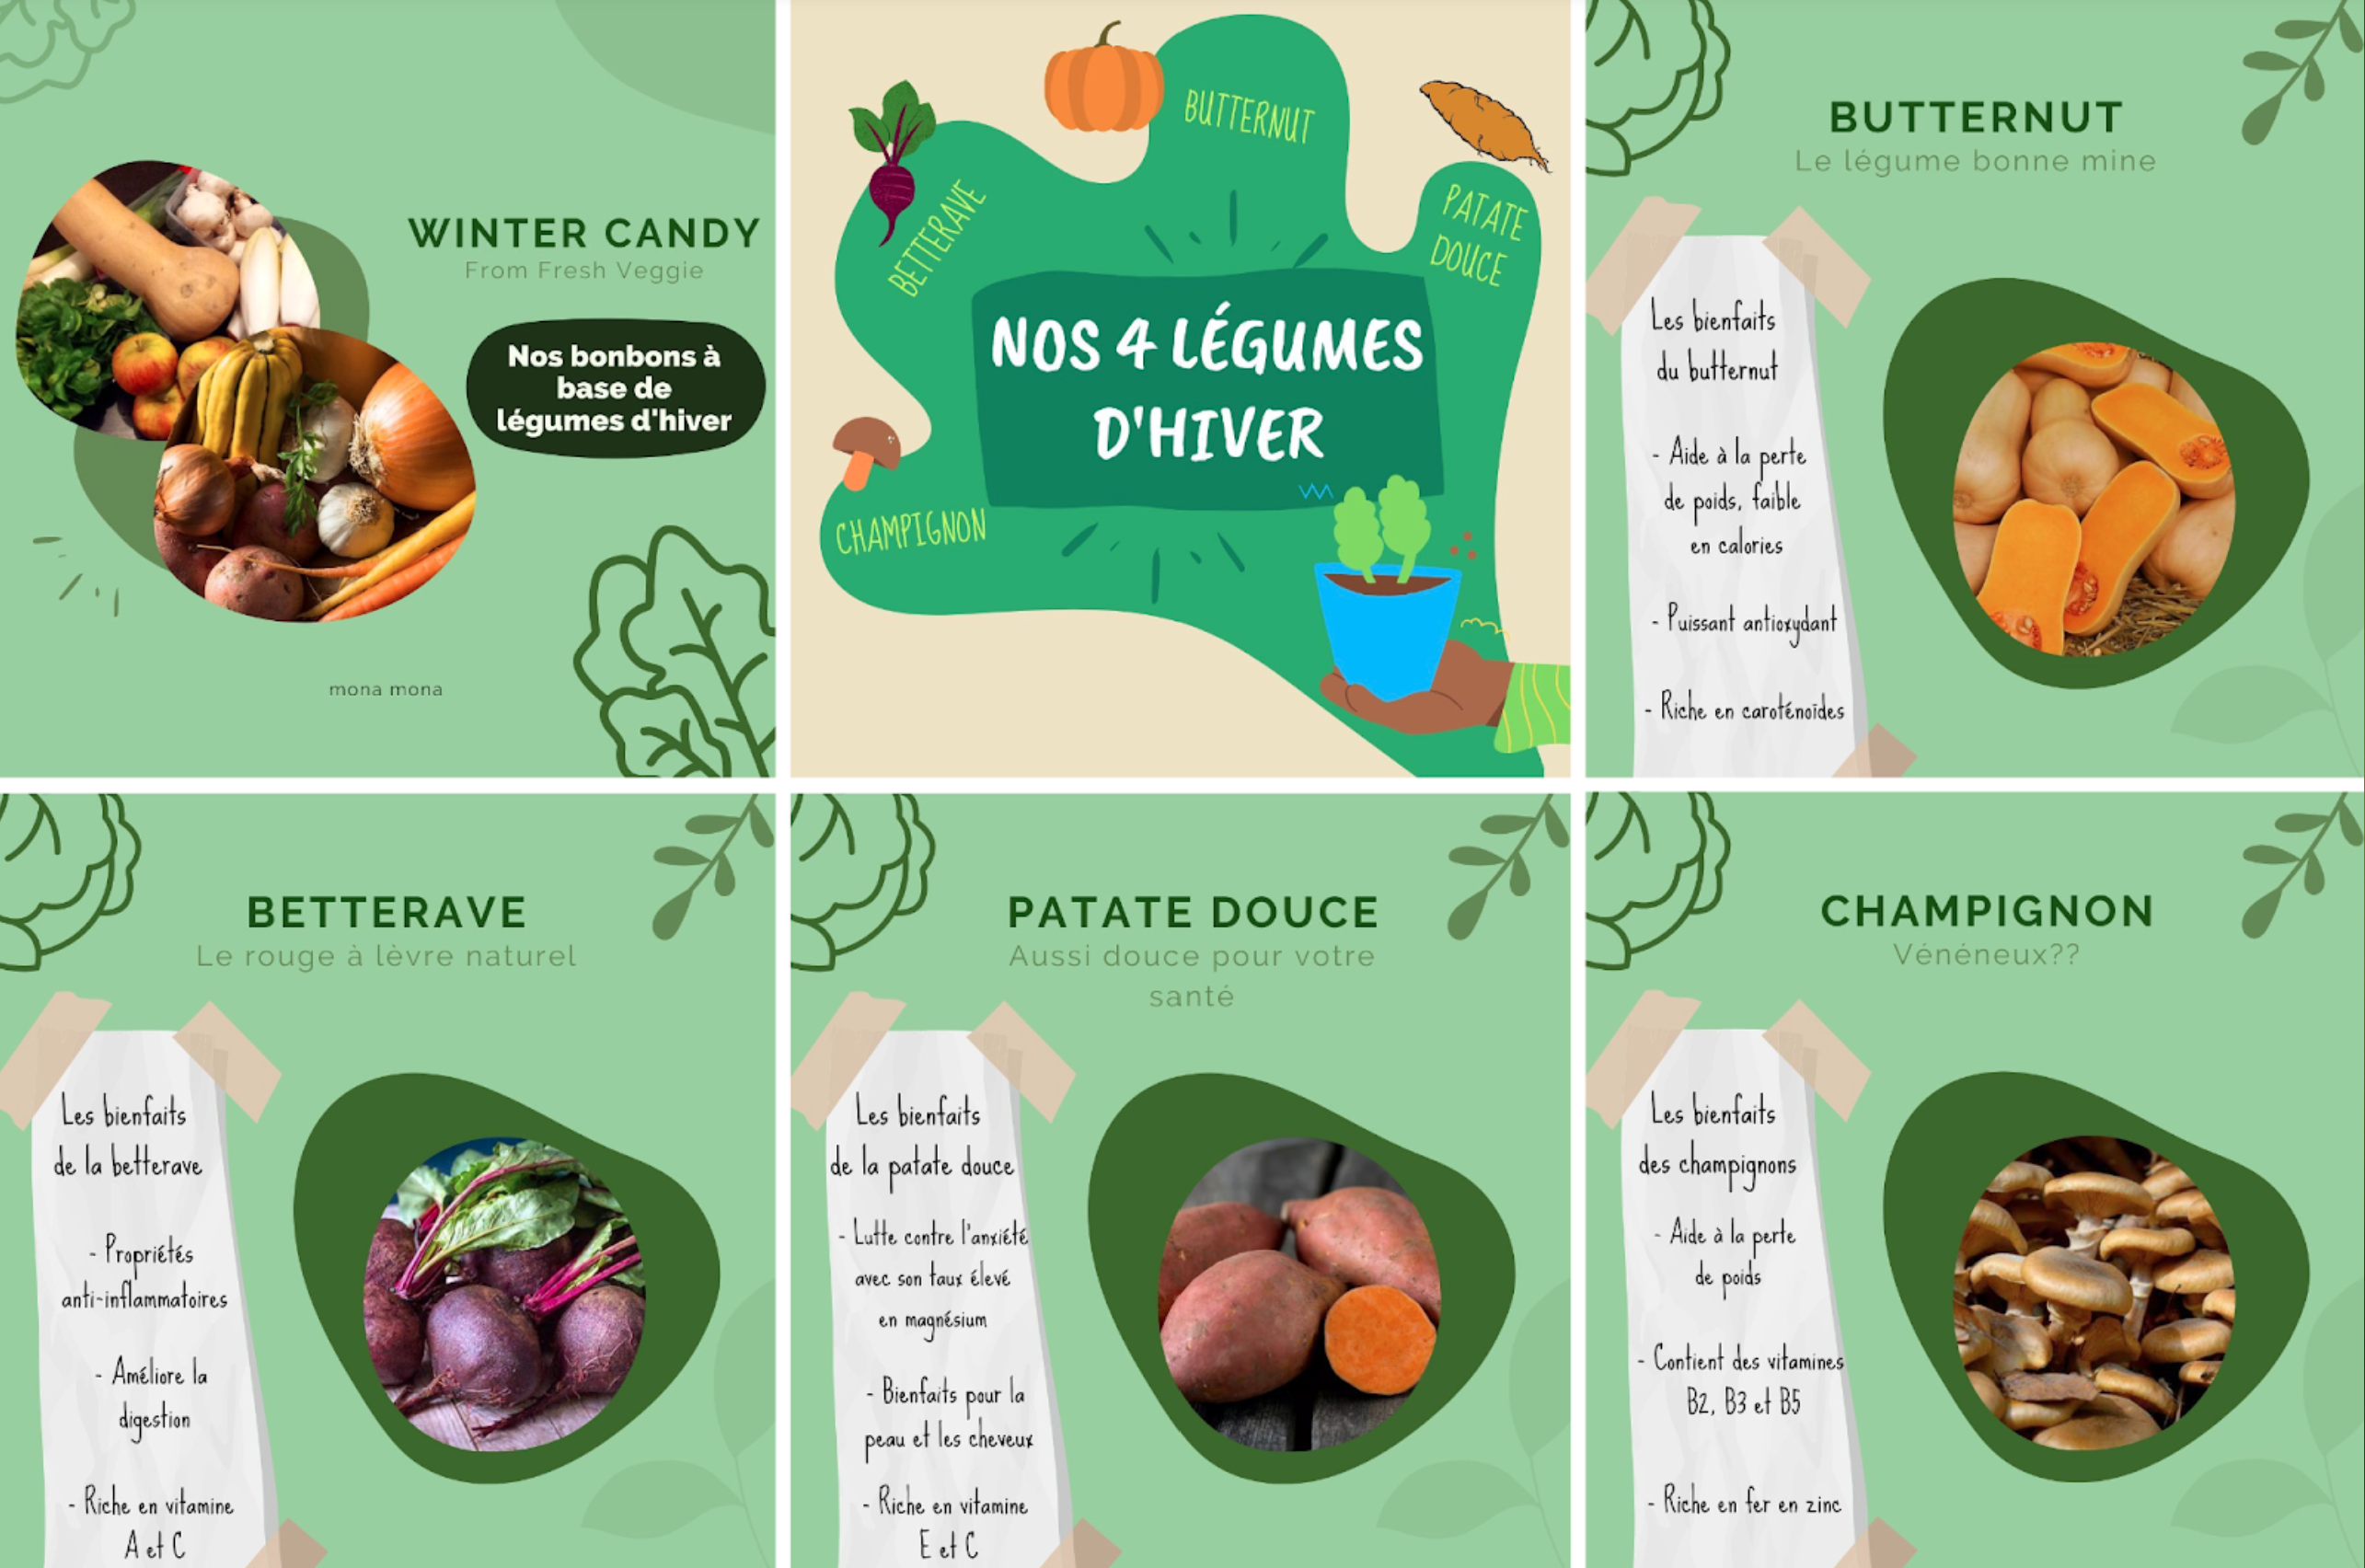 WINTER CANDY
From Fresh Veggie
Nos bonbons à
base de
légumes d'hiver
mona mona
BUTTERNUT
BETTERAVE
PATATE
DOUCE
NOS 4 LÉGUMES
D'HIVER
CHAMPIGNON
BUTTERNUT
Le légume bonne mine
Les bienfaits
du butternut
- Aide à la perte
de poids, faible
en calories
- Puissant antioxydant
- Riche en caroténoïdes
BETTERAVE
Le rouge à lèvre naturel
Les bienfaits
de la betterave
- Propriétés
anti-inflammatoires
- Améliore la
digestion
- Riche en vitamine
A et C
PATATE DOUCE
Aussi douce pour votre
santé
Les bienfaits
de la patate douce
- Lutte contre l'anxiété
avec son taux élevé
en magnésium
- Bienfaits pour la
peau et les cheveux
- Riche en vitamine
E et C
CHAMPIGNON
Vénéneux??
Les bienfaits
des champignons
- Aide à la perte
de poids
- Contient des vitamines
B2, B3 et B5
- Riche en fer en zinc